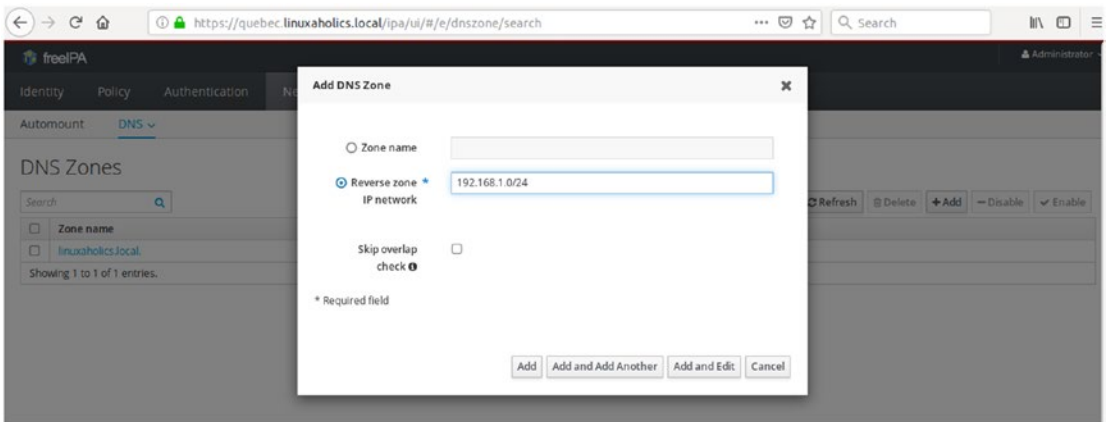 https://quebec.linuxaholics.local/ipa/ui/#/e/dnszone/search
Search
freeIPA
Administrator
Identity Policy Authentication Ne
Automount DNS
DNS Zones
Search
Refresh Delete +Add −Disable Enable
Zone name
linuxaholics.local.
Showing 1 to 1 of 1 entries.
Add DNS Zone
Zone name
Reverse zone * 192.168.1.0/24
IP network
Skip overlap
check
* Required field
Add Add and Add Another Add and Edit Cancel